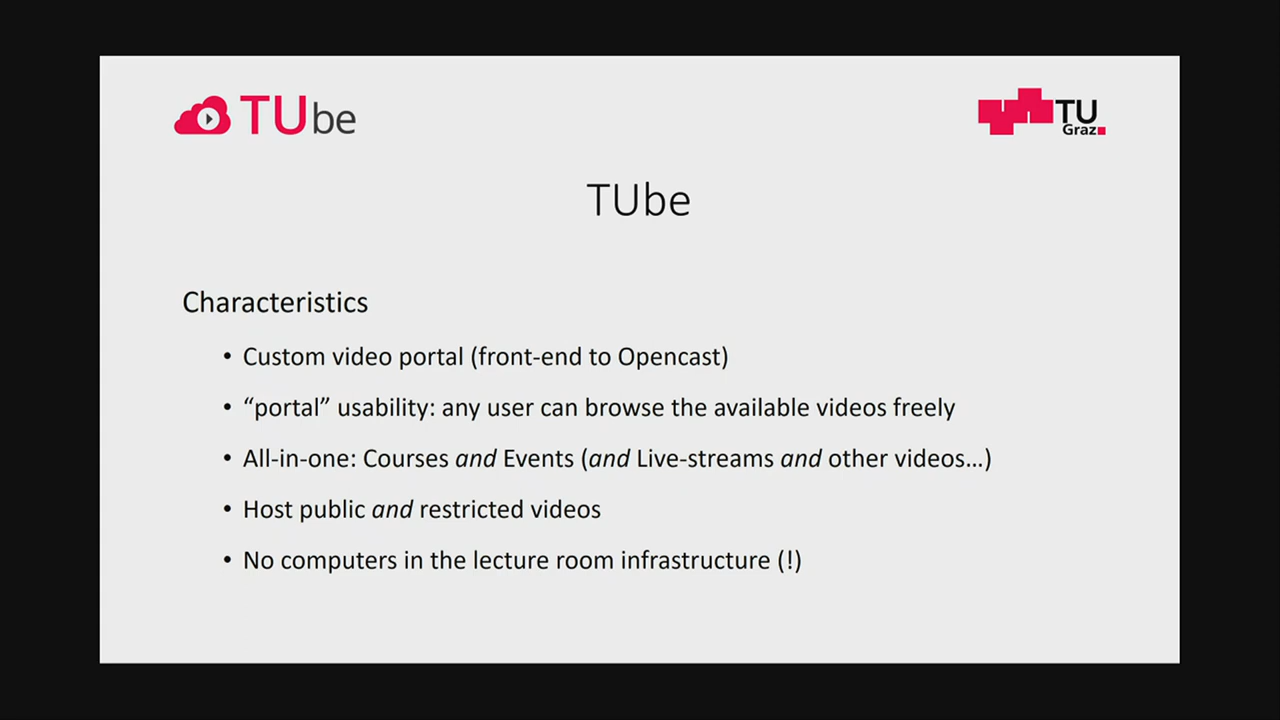 TUbe
TU
Graz
TUbe
Characteristics
• Custom video portal (front-end to Opencast)
• “portal” usability: any user can browse the available videos freely
• All-in-one: Courses and Events (and Live-streams and other videos…)
• Host public and restricted videos
• No computers in the lecture room infrastructure (!)